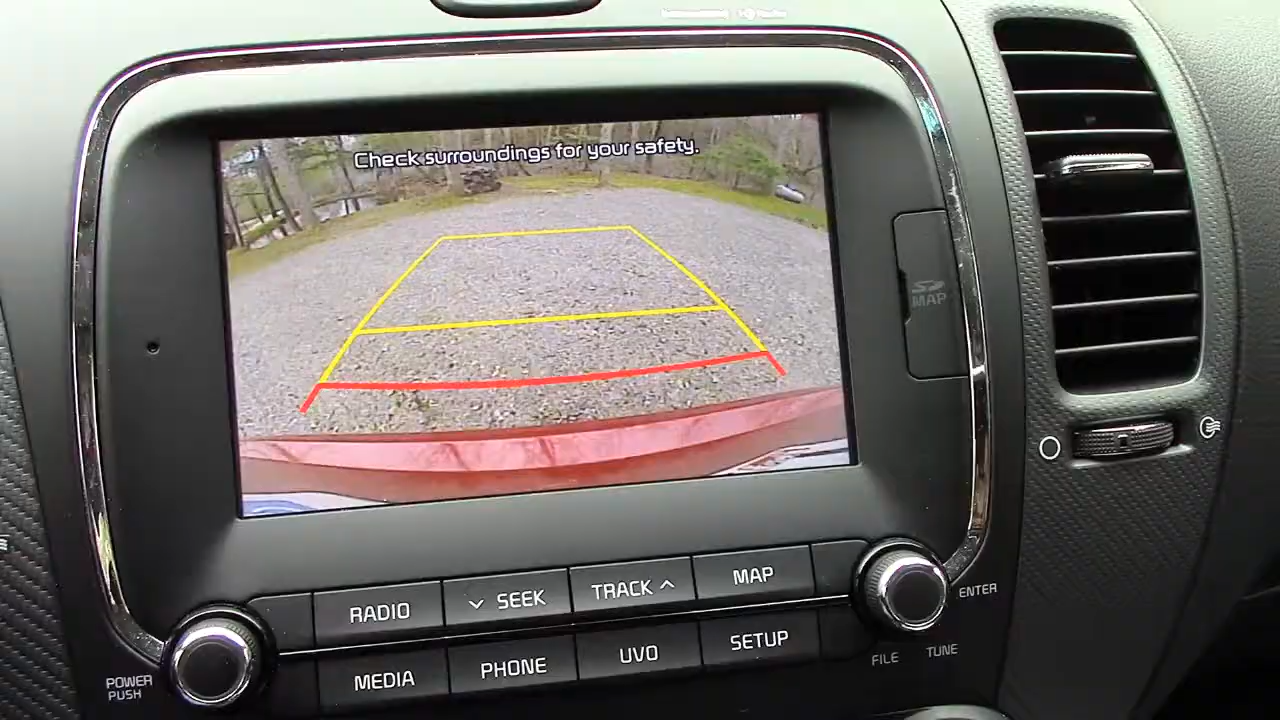 Check surroundings for your safety.
SD
MAP
RADIO
SEEK
TRACK
MAP
ENTER
MEDIA
PHONE
UVO
SETUP
FILE
TUNE
POWER
PUSH